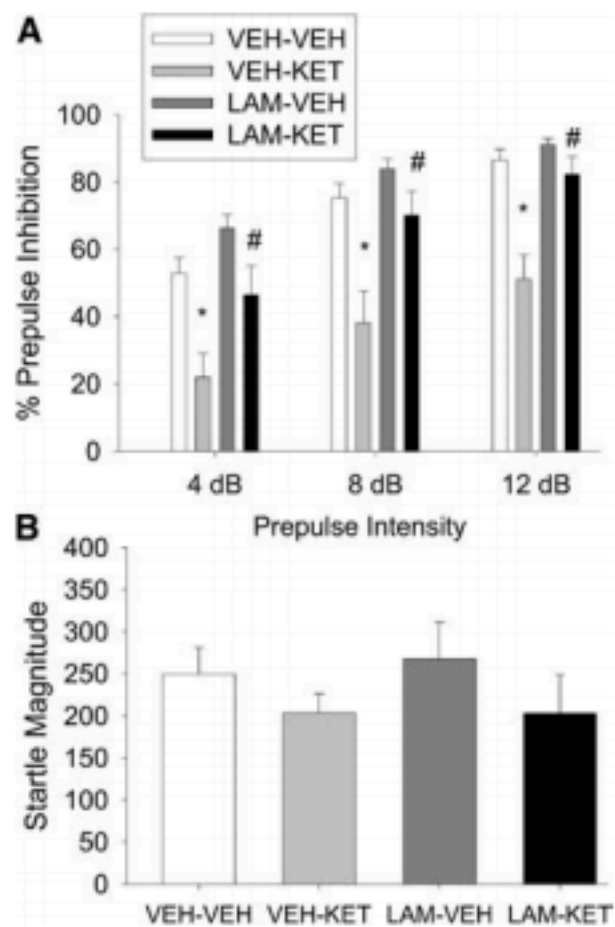 A
VEH-VEH
VEH-KET
LAM-VEH
LAM-KET
% Prepulse Inhibition
100
80
60
40
20
0
* # * # * #
4 dB 8 dB 12 dB
Prepulse Intensity
B
Startle Magnitude
400
350
300
250
200
150
100
50
0
VEH-VEH VEH-KET LAM-VEH LAM-KET